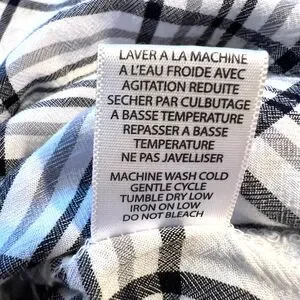 LAVER A LA MACHINE
A L'EAU FROIDE AVEC
AGITATION REDUITE
SECHER PAR CULBUTAGE
A BASSE TEMPERATURE
REPASSER A BASSE
TEMPERATURE
NE PAS JAVELLISER
MACHINE WASH COLD
GENTLE CYCLE
TUMBLE DRY LOW
IRON ON LOW
DO NOT BLEACH